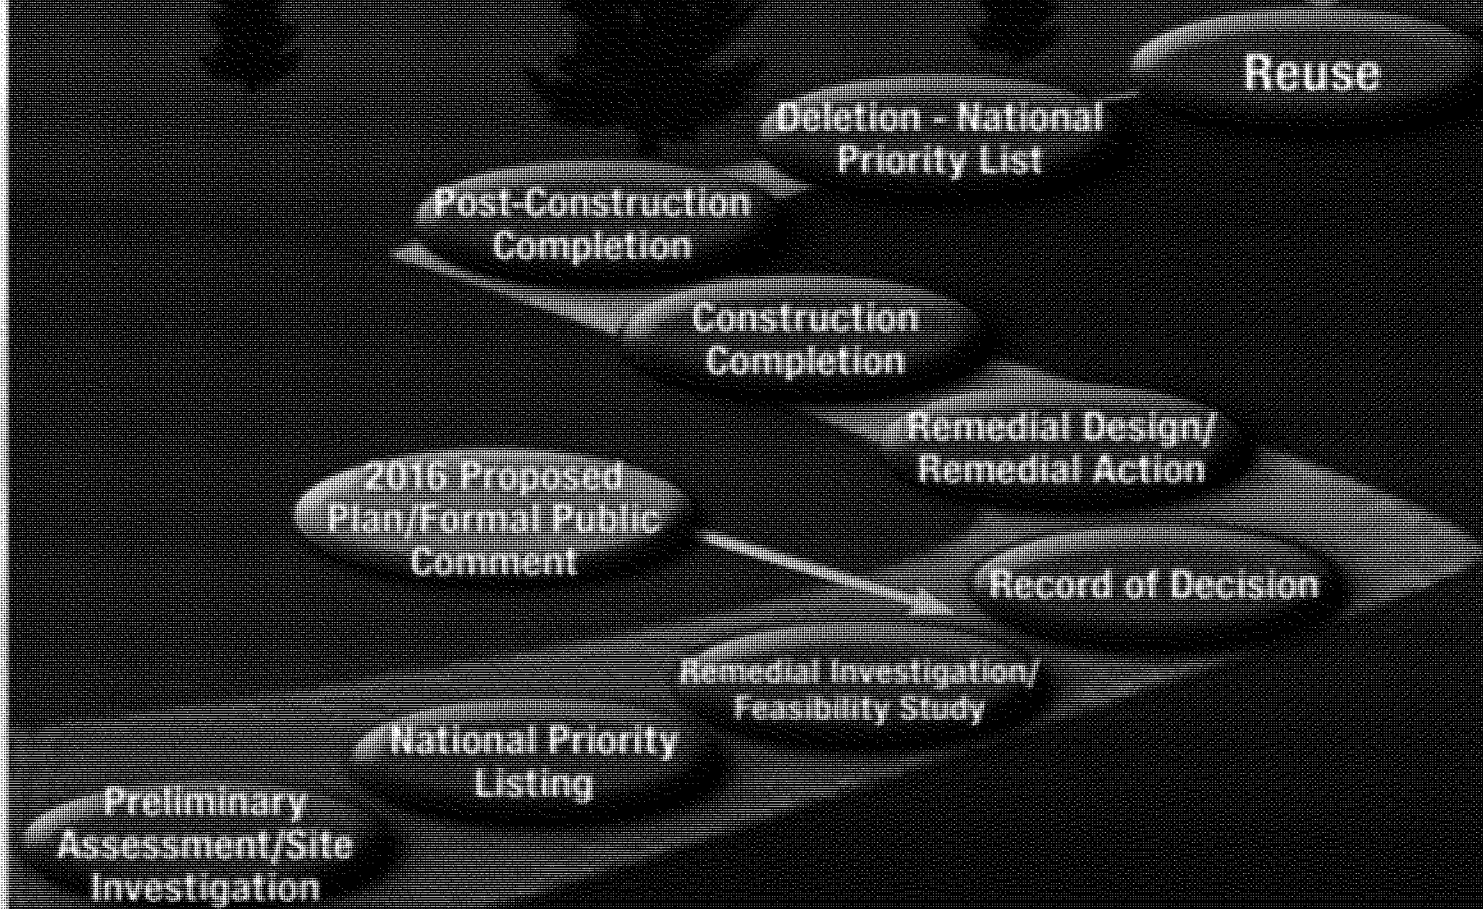 Reuse
Deletion - National
Priority List
Post-Construction
Completion
Construction
Completion
Remedial Design/
Remedial Action
2016 Proposed
Plan/Formal Public
Comment
Record of Decision
Remedial Investigation/
Feasibility Study
National Priority
Listing
Preliminary
Assessment/Site
Investigation